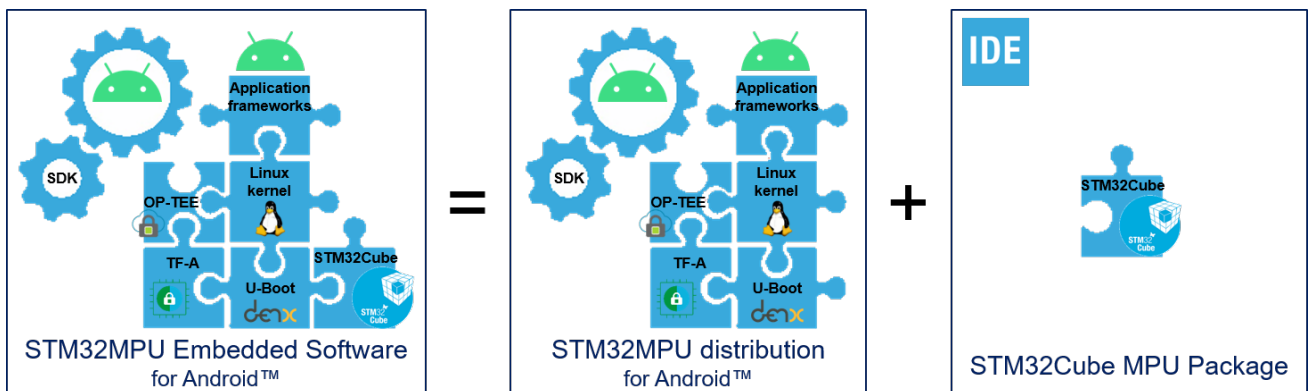 Application
frameworks
SDK
Linux
kernel
OP-TEE
TF-A
STM32Cube
U-Boot
denx
STM32
Cube
STM32MPU Embedded Software
for Android™
=
Application
frameworks
SDK
Linux
kernel
OP-TEE
TF-A
U-Boot
denx
STM32MPU distribution
for Android™
+
IDE
STM32Cube
STM32
Cube
STM32Cube MPU Package